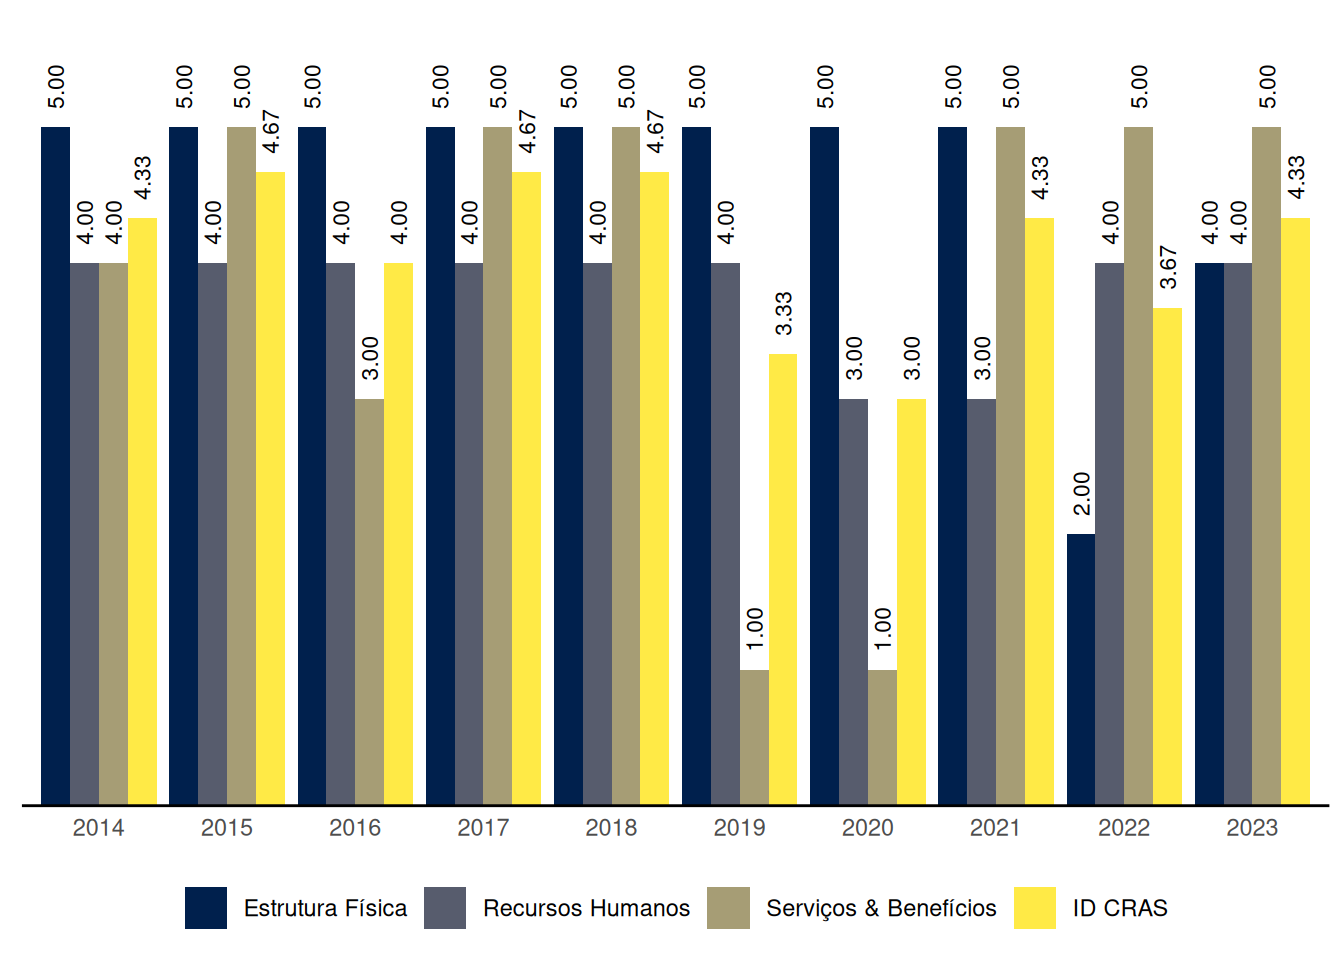 5.00 4.00 4.00 4.33 5.00 4.00 5.00 4.67 5.00 4.00 3.00 4.00 5.00 4.00 5.00 4.67 5.00 4.00 5.00 4.67 5.00 4.00 1.00 3.33 5.00 3.00 1.00 3.00 5.00 3.00 5.00 4.33 2.00 4.00 5.00 3.67 4.00 4.00 5.00 4.33
2014 2015 2016 2017 2018 2019 2020 2021 2022 2023
Estrutura Física Recursos Humanos Serviços & Benefícios ID CRAS